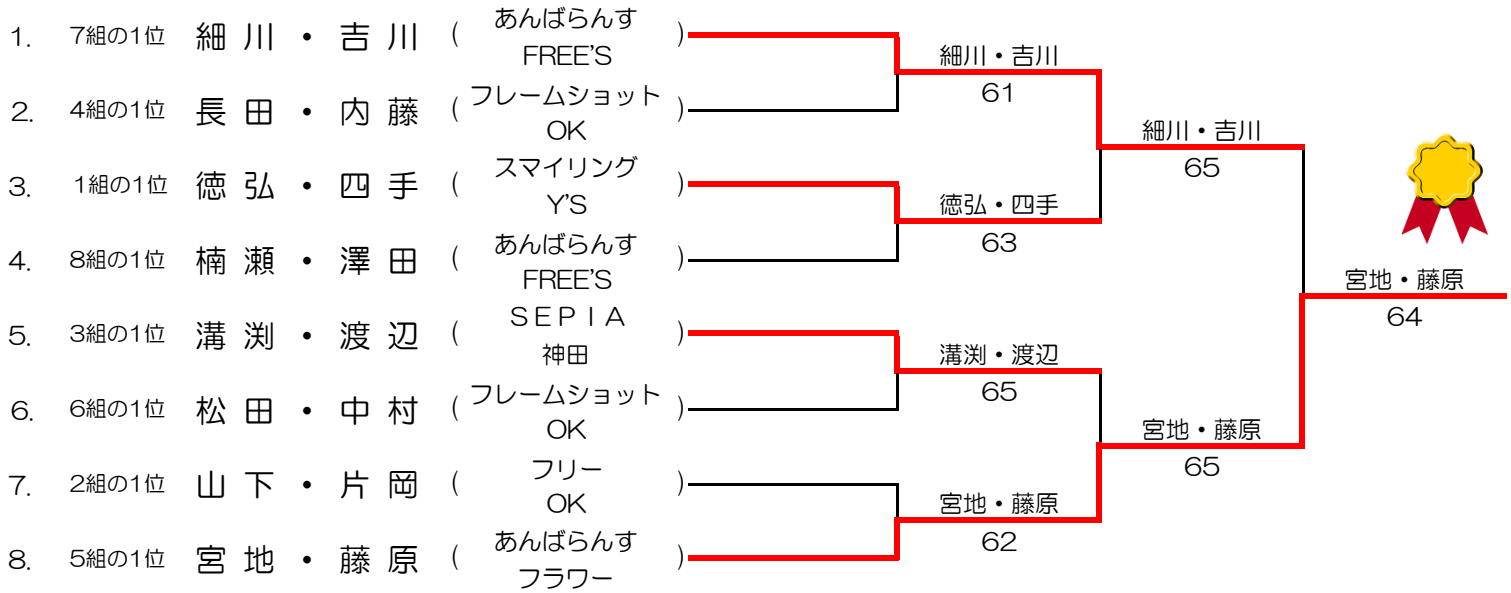 1. 7組の1位 細川・吉川 ( あんばらんす FREE'S )
2. 4組の1位 長田・内藤 ( フレームショット OK )
3. 1組の1位 徳弘・四手 ( スマイリング Y'S )
4. 8組の1位 楠瀬・澤田 ( あんばらんす FREE'S )
5. 3組の1位 溝渕・渡辺 ( SEPIA 神田 )
6. 6組の1位 松田・中村 ( フレームショット OK )
7. 2組の1位 山下・片岡 ( フリー OK )
8. 5組の1位 宮地・藤原 ( あんばらんす フラワー )
細川・吉川
61
徳弘・四手
63
溝渕・渡辺
65
宮地・藤原
62
細川・吉川
65
宮地・藤原
65
宮地・藤原
64